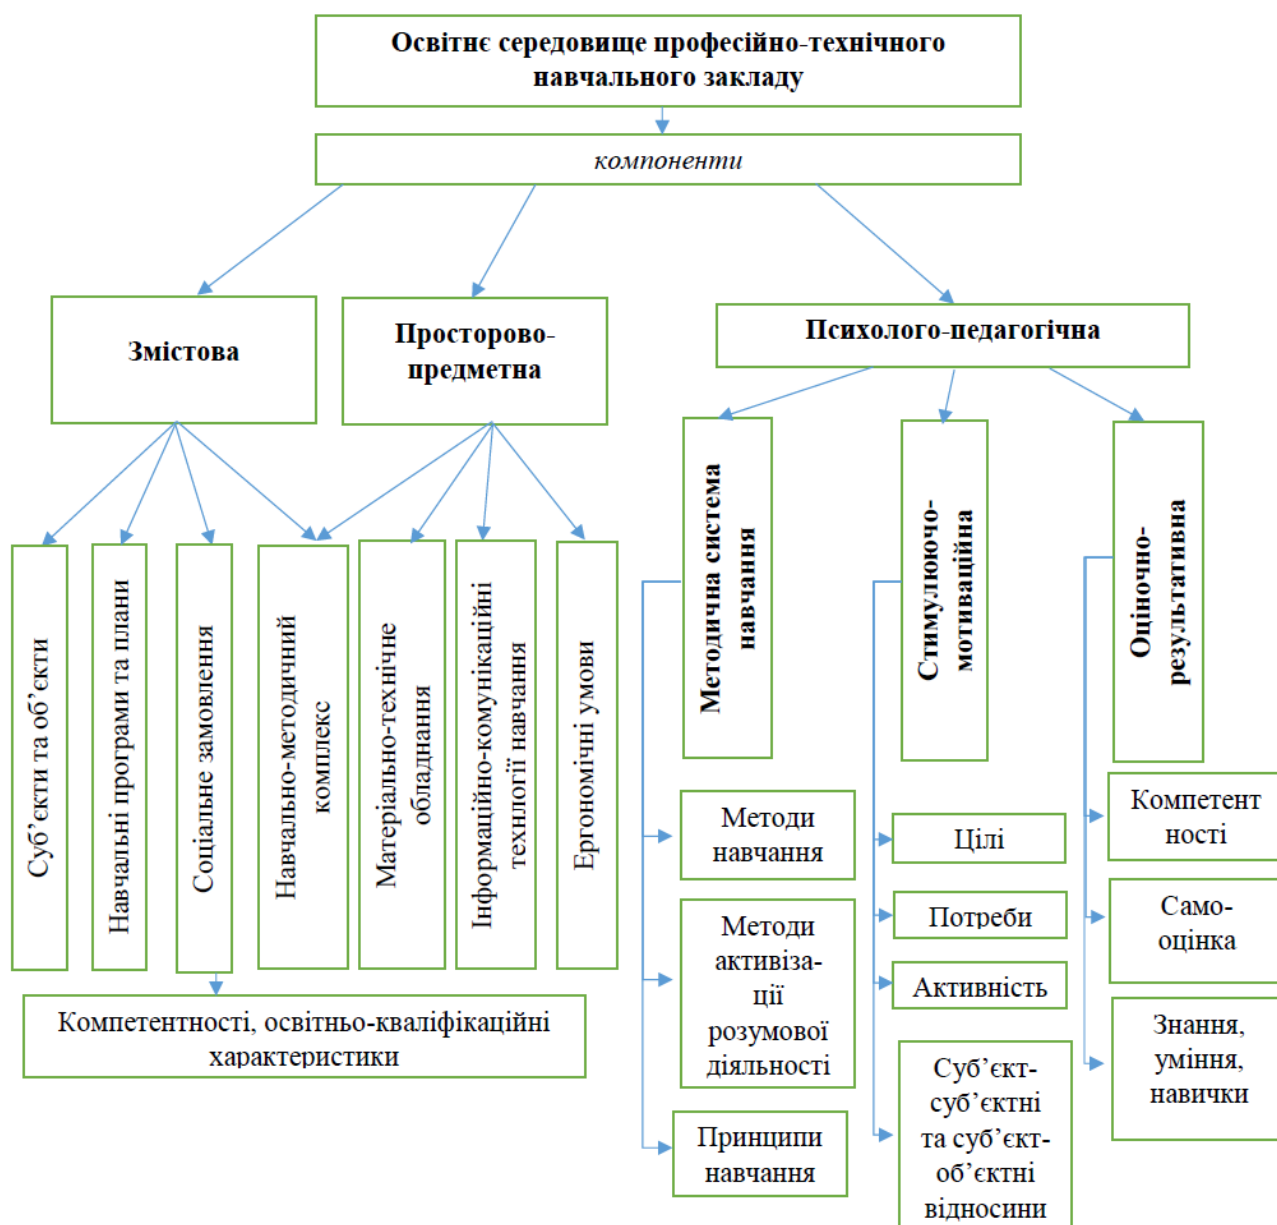 Освітнє середовище професійно-технічного
навчального закладу
компоненти
Змістова
Просторово-
предметна
Психолого-педагогічна
Суб’єкти та об’єкти
Навчальні програми та плани
Соціальне замовлення
Навчально-методичний
комплекс
Матеріально-технічне
обладнання
Інформаційно-комунікаційні
технлогії навчання
Ергономічні умови
Компетентності, освітньо-кваліфікаційні
характеристики
Методична система
навчання
Стимулюючо-
мотиваційна
Оціночно-
результативна
Методи
навчання
Методи
активіза-
ції
розумової
діяльності
Принципи
навчання
Цілі
Потреби
Активність
Суб’єкт-
суб’єктні
та суб’єкт-
об’єктні
відносини
Компетент
ності
Само-
оцінка
Знання,
уміння,
навички